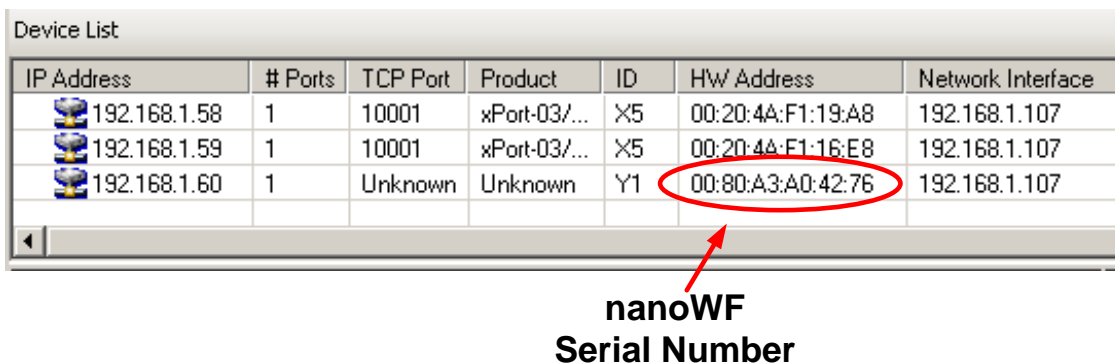 Device List
IP Address # Ports TCP Port Product ID HW Address Network Interface
192.168.1.58 1 10001 xPort-03/... X5 00:20:4A:F1:19:A8 192.168.1.107
192.168.1.59 1 10001 xPort-03/... X5 00:20:4A:F1:16:E8 192.168.1.107
192.168.1.60 1 Unknown Unknown Y1 00:80:A3:A0:42:76 192.168.1.107
nanoWF
Serial Number